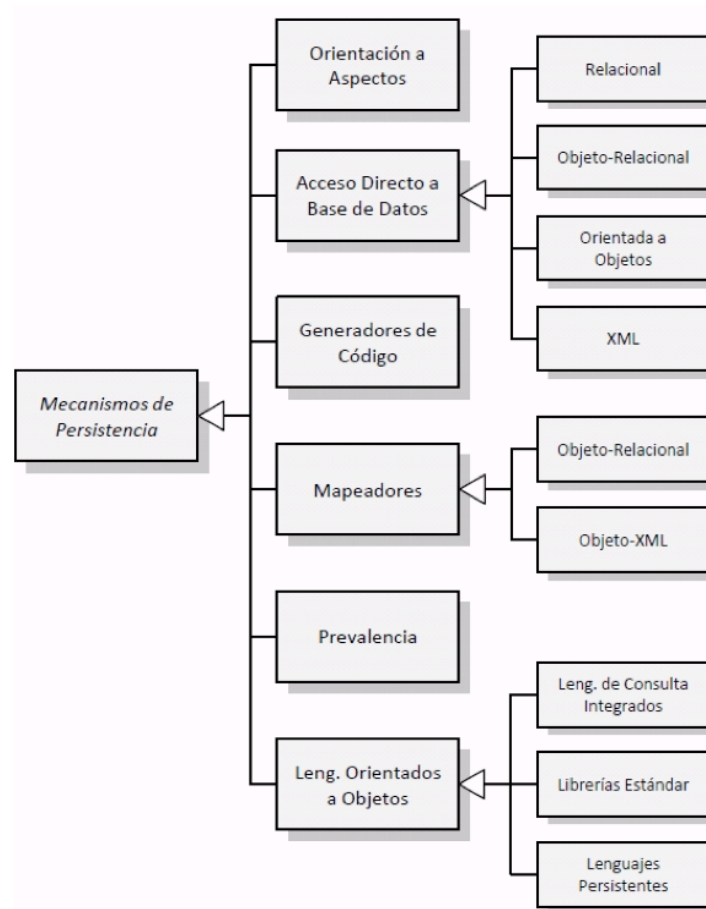 Mecanismos de
Persistencia
Orientación a
Aspectos
Acceso Directo a
Base de Datos
Relacional
Objeto-Relacional
Orientada a
Objetos
XML
Generadores de
Código
Mapeadores
Objeto-Relacional
Objeto-XML
Prevalencia
Leng. Orientados
a Objetos
Leng. de Consulta
Integrados
Librerías Estándar
Lenguajes
Persistentes